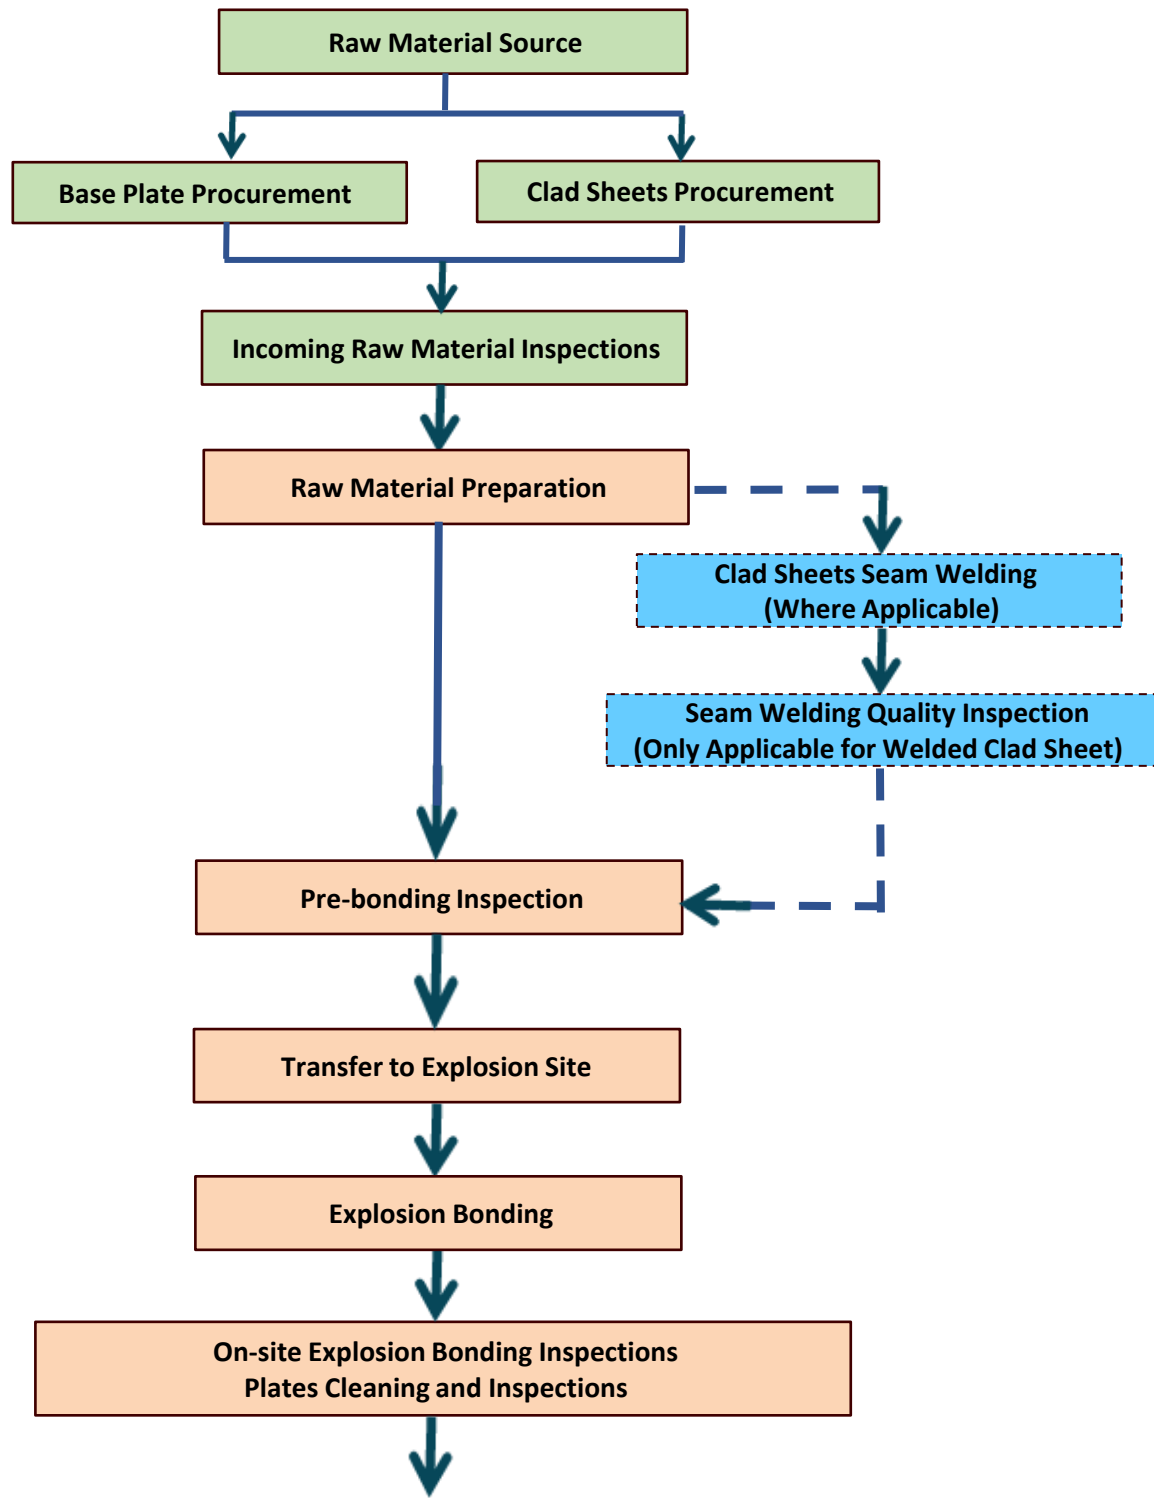 Raw Material Source
Base Plate Procurement
Clad Sheets Procurement
Incoming Raw Material Inspections
Raw Material Preparation
Clad Sheets Seam Welding
(Where Applicable)
Seam Welding Quality Inspection
(Only Applicable for Welded Clad Sheet)
Pre-bonding Inspection
Transfer to Explosion Site
Explosion Bonding
On-site Explosion Bonding Inspections
Plates Cleaning and Inspections